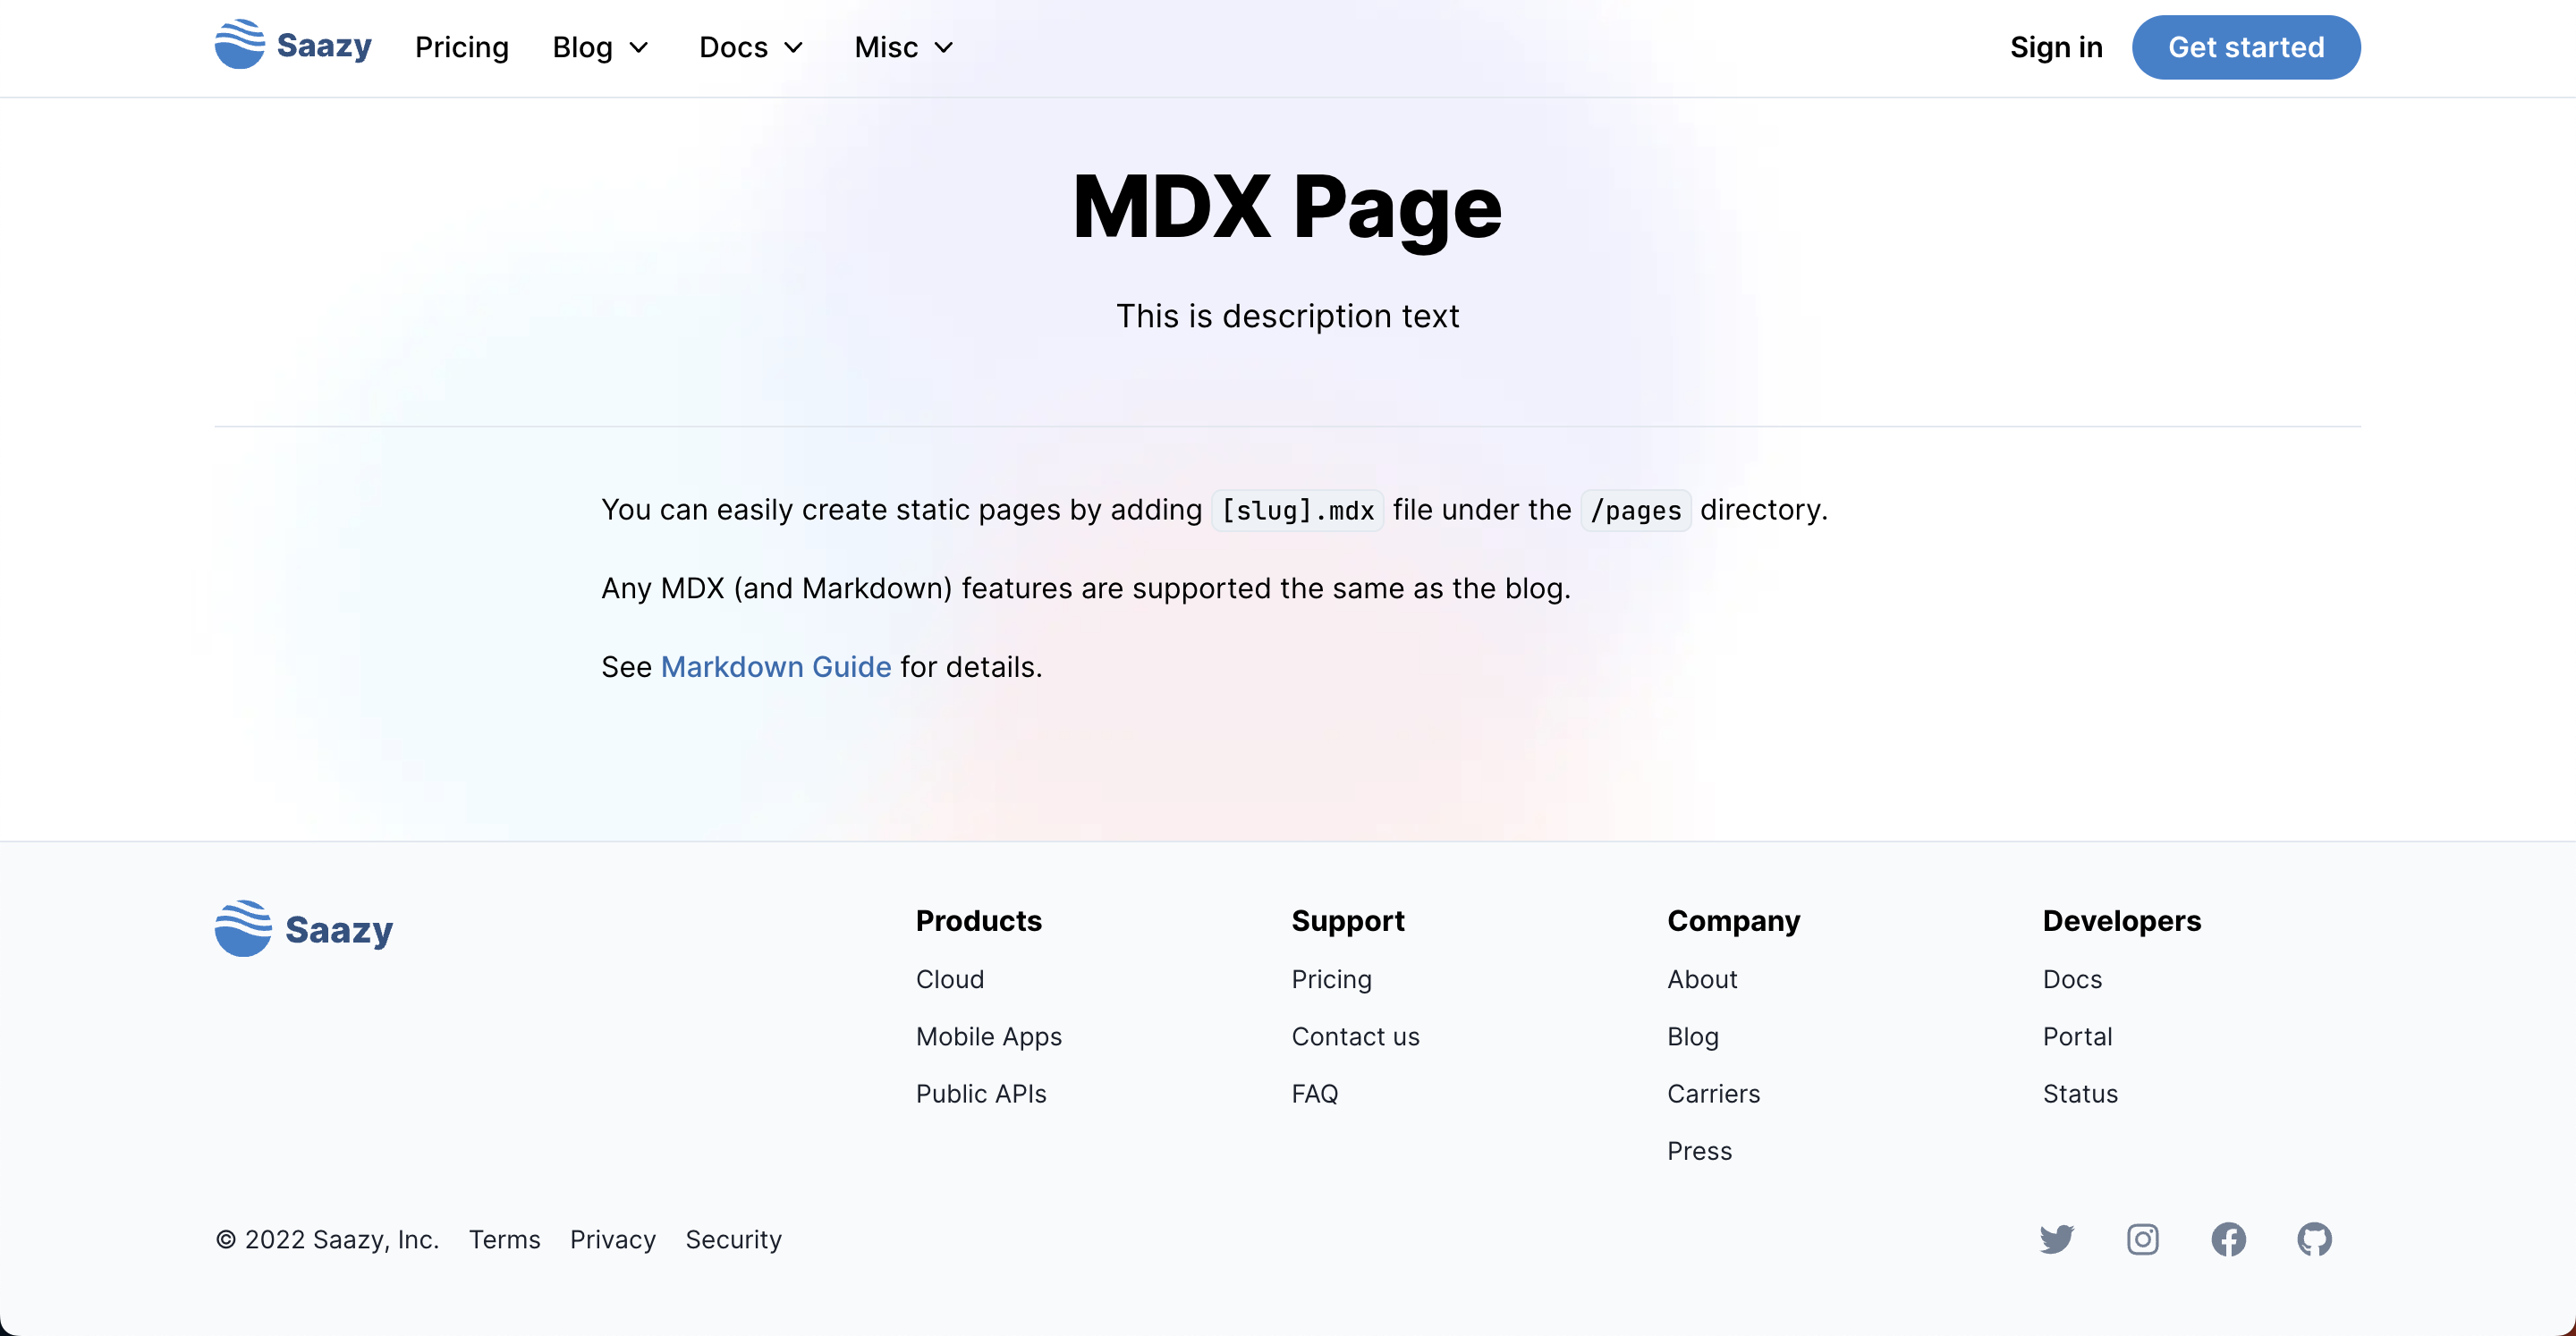 Saazy Pricing Blog Docs Misc Sign in Get started
MDX Page
This is description text
You can easily create static pages by adding [slug].mdx file under the /pages directory.
Any MDX (and Markdown) features are supported the same as the blog.
See Markdown Guide for details.
Saazy
Products
Cloud
Mobile Apps
Public APIs
Support
Pricing
Contact us
FAQ
Company
About
Blog
Carriers
Press
Developers
Docs
Portal
Status
© 2022 Saazy, Inc. Terms Privacy Security